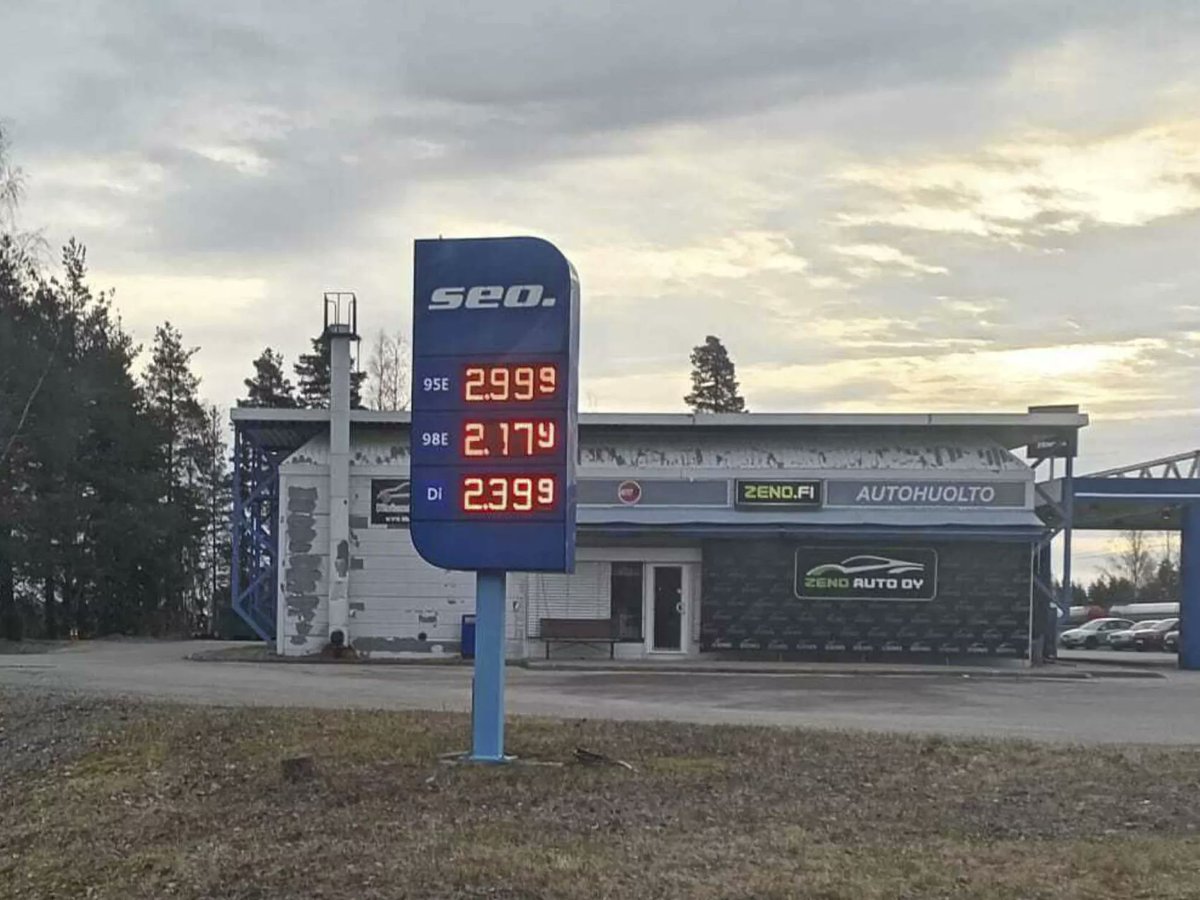 seo.
95E 2.999
98E 2.179
Di 2.399
ZENO.FI
AUTOHUOLTO
ZENO AUTO OY